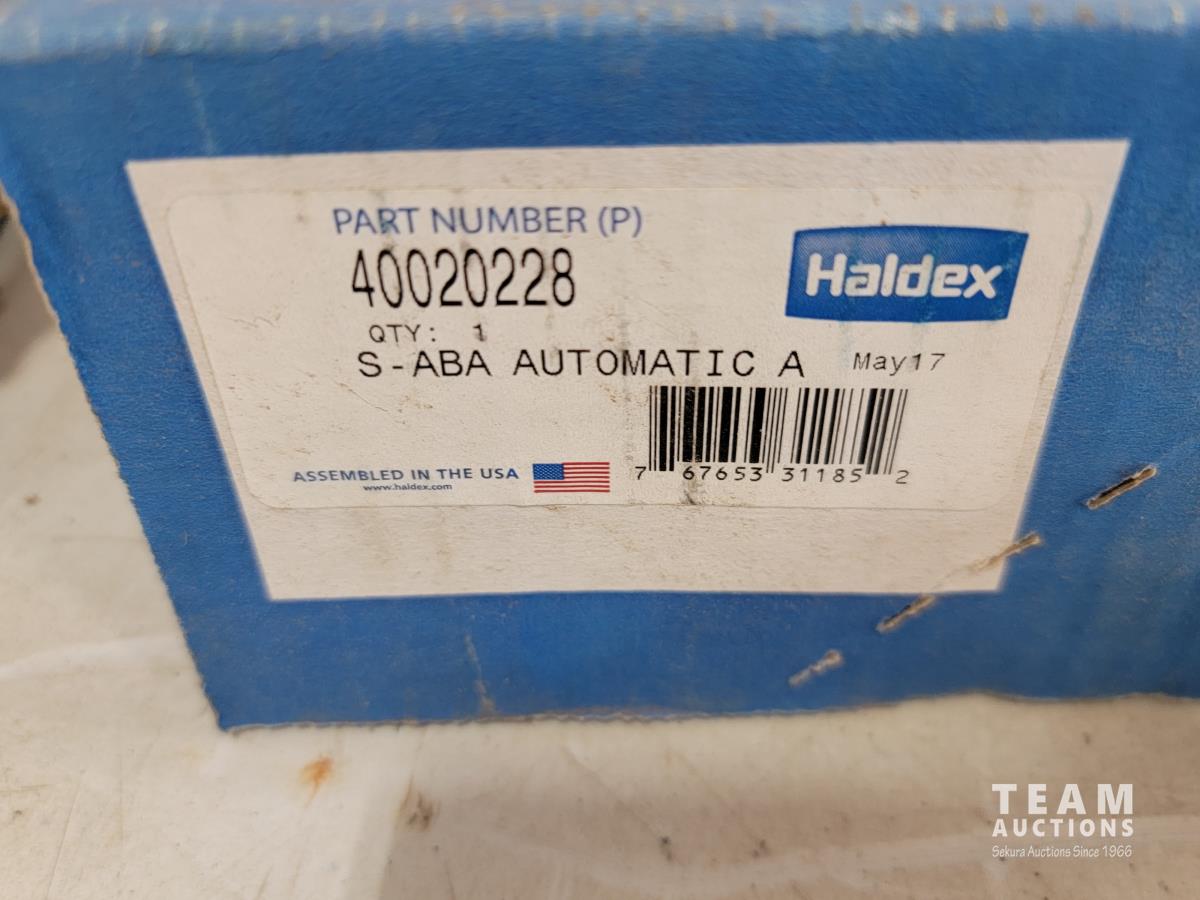 PART NUMBER (P)
40020228
Haldex
QTY: 1
S-ABA AUTOMATIC A May17
7 67653 31185 2
ASSEMBLED IN THE USA
www.haldex.com
TEAM
AUCTIONS
Sekura Auctions Since 1966